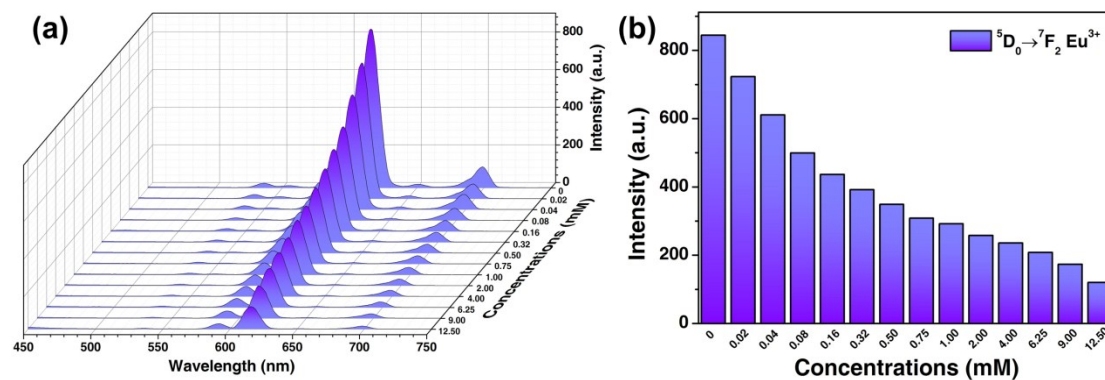 (a)
800
600
400
200
0
Intensity (a.u.)
0
0.02
0.04
0.08
0.16
0.32
0.50
0.75
1.00
2.00
4.00
6.25
9.00
12.50
Concentrations (mM)
450 500 550 600 650 700 750
Wavelength (nm)
(b)
⁵D₀→⁷F₂ Eu³⁺
800
600
400
200
0
Intensity (a.u.)
0 0.02 0.04 0.08 0.16 0.32 0.50 0.75 1.00 2.00 4.00 6.25 9.00 12.50
Concentrations (mM)